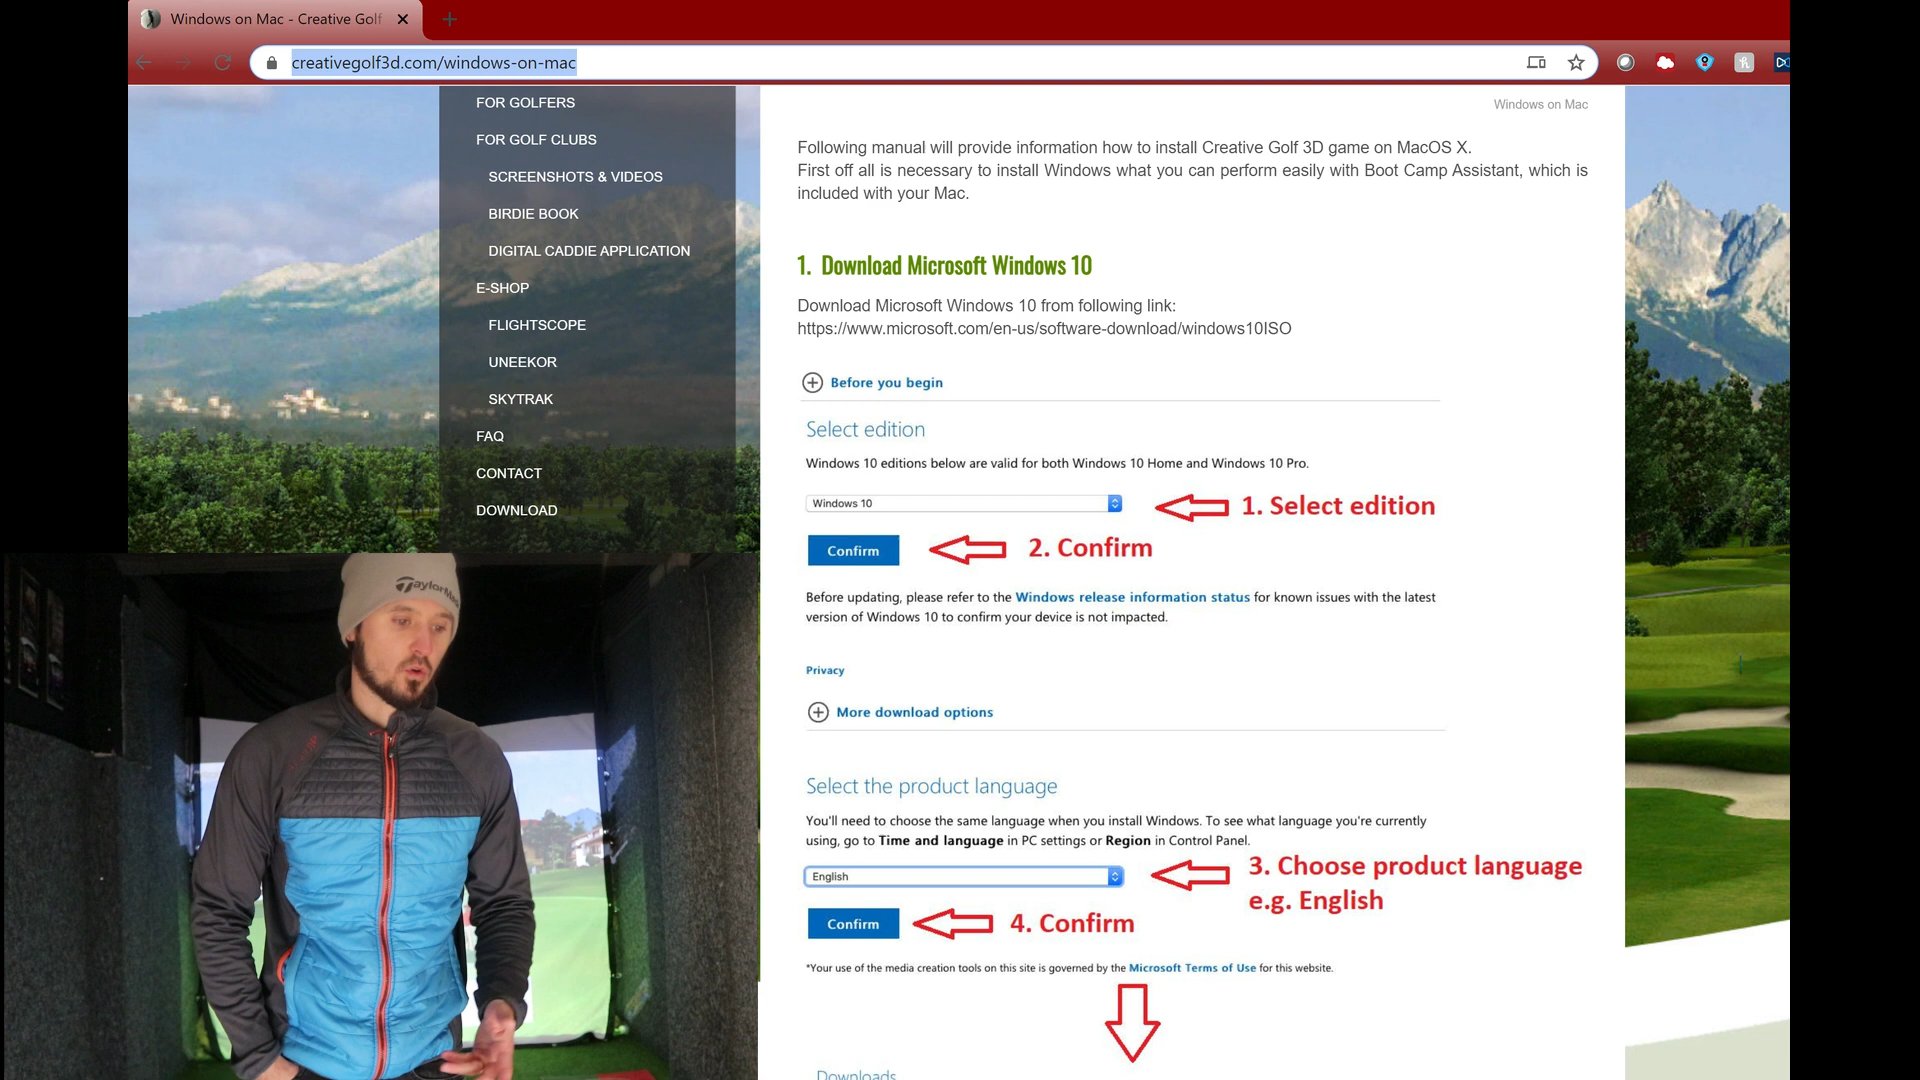 Windows on Mac - Creative Golf
creativegolf3d.com/windows-on-mac
FOR GOLFERS
FOR GOLF CLUBS
SCREENSHOTS & VIDEOS
BIRDIE BOOK
DIGITAL CADDIE APPLICATION
E-SHOP
FLIGHTSCOPE
UNEEKOR
SKYTRAK
FAQ
CONTACT
DOWNLOAD
Windows on Mac
Following manual will provide information how to install Creative Golf 3D game on MacOS X.
First off all is necessary to install Windows what you can perform easily with Boot Camp Assistant, which is
included with your Mac.
1. Download Microsoft Windows 10
Download Microsoft Windows 10 from following link:
https://www.microsoft.com/en-us/software-download/windows10ISO
Before you begin
Select edition
Windows 10 editions below are valid for both Windows 10 Home and Windows 10 Pro.
Windows 10
1. Select edition
Confirm
2. Confirm
Before updating, please refer to the Windows release information status for known issues with the latest
version of Windows 10 to confirm your device is not impacted.
Privacy
More download options
Select the product language
You'll need to choose the same language when you install Windows. To see what language you're currently
using, go to Time and language in PC settings or Region in Control Panel.
English
3. Choose product language
e.g. English
Confirm
4. Confirm
*Your use of the media creation tools on this site is governed by the Microsoft Terms of Use for this website.
Downloads
TaylorMa